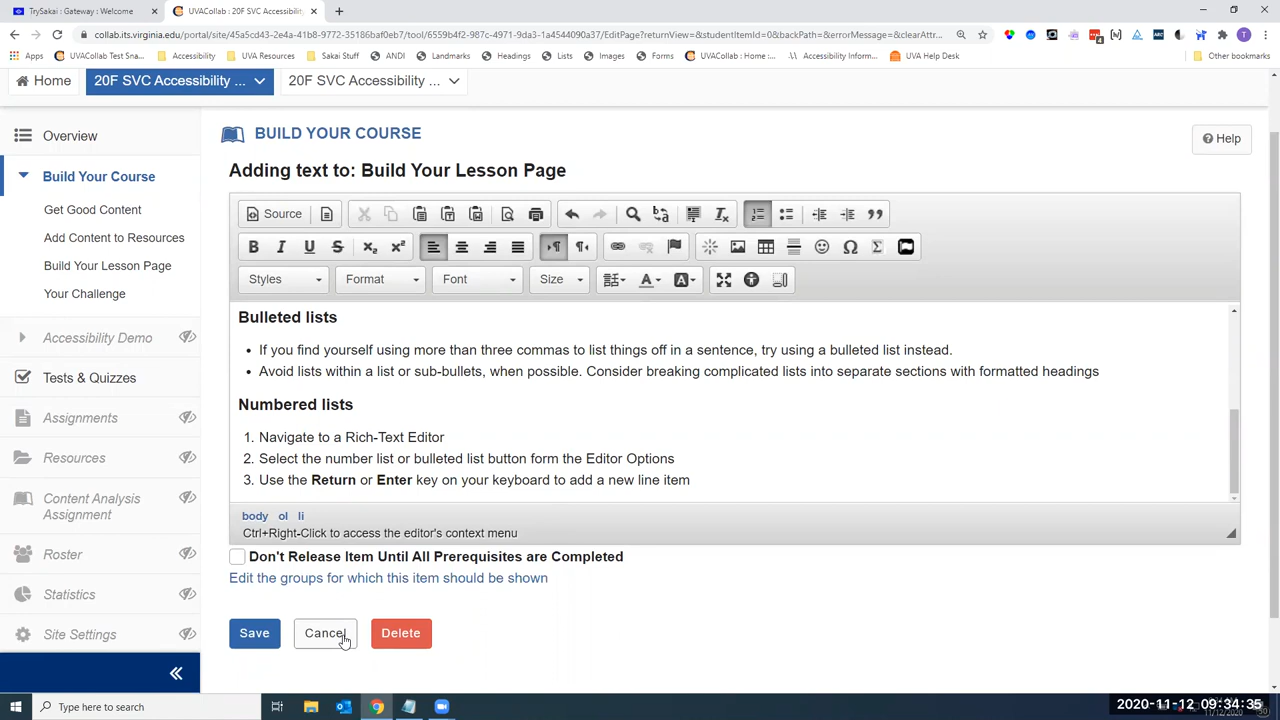 TrySakai : Gateway : Welcome
UVACollab : 20F SVC Accessibility
collab.its.virginia.edu/portal/site/45a5cd43-2e4a-41b8-9772-35186baf0eb7/tool/6559b4f2-987c-4971-9da3-1a4544090a37/EditPage?returnView=&studentItemId=0&backPath=&errorMessage=&clearAttr...
Apps
UVACollab Test Sna...
Accessibility
UVA Resources
Sakai Stuff
ANDI
Landmarks
Headings
Lists
Images
Forms
UVACollab : Home :...
Accessibility Inform...
UVA Help Desk
Other bookmarks
Home
20F SVC Accessibility ...
20F SVC Accessibility ...
Overview
Build Your Course
Get Good Content
Add Content to Resources
Build Your Lesson Page
Your Challenge
Accessibility Demo
Tests & Quizzes
Assignments
Resources
Content Analysis
Assignment
Roster
Statistics
Site Settings
BUILD YOUR COURSE
Help
Adding text to: Build Your Lesson Page
Source
Styles
Format
Font
Size
Bulleted lists
• If you find yourself using more than three commas to list things off in a sentence, try using a bulleted list instead.
• Avoid lists within a list or sub-bullets, when possible. Consider breaking complicated lists into separate sections with formatted headings
Numbered lists
1. Navigate to a Rich-Text Editor
2. Select the number list or bulleted list button form the Editor Options
3. Use the Return or Enter key on your keyboard to add a new line item
body ol li
Ctrl+Right-Click to access the editor's context menu
Don't Release Item Until All Prerequisites are Completed
Edit the groups for which this item should be shown
Save
Cancel
Delete
Type here to search
2020-11-12 09:34:35
11/12/2020